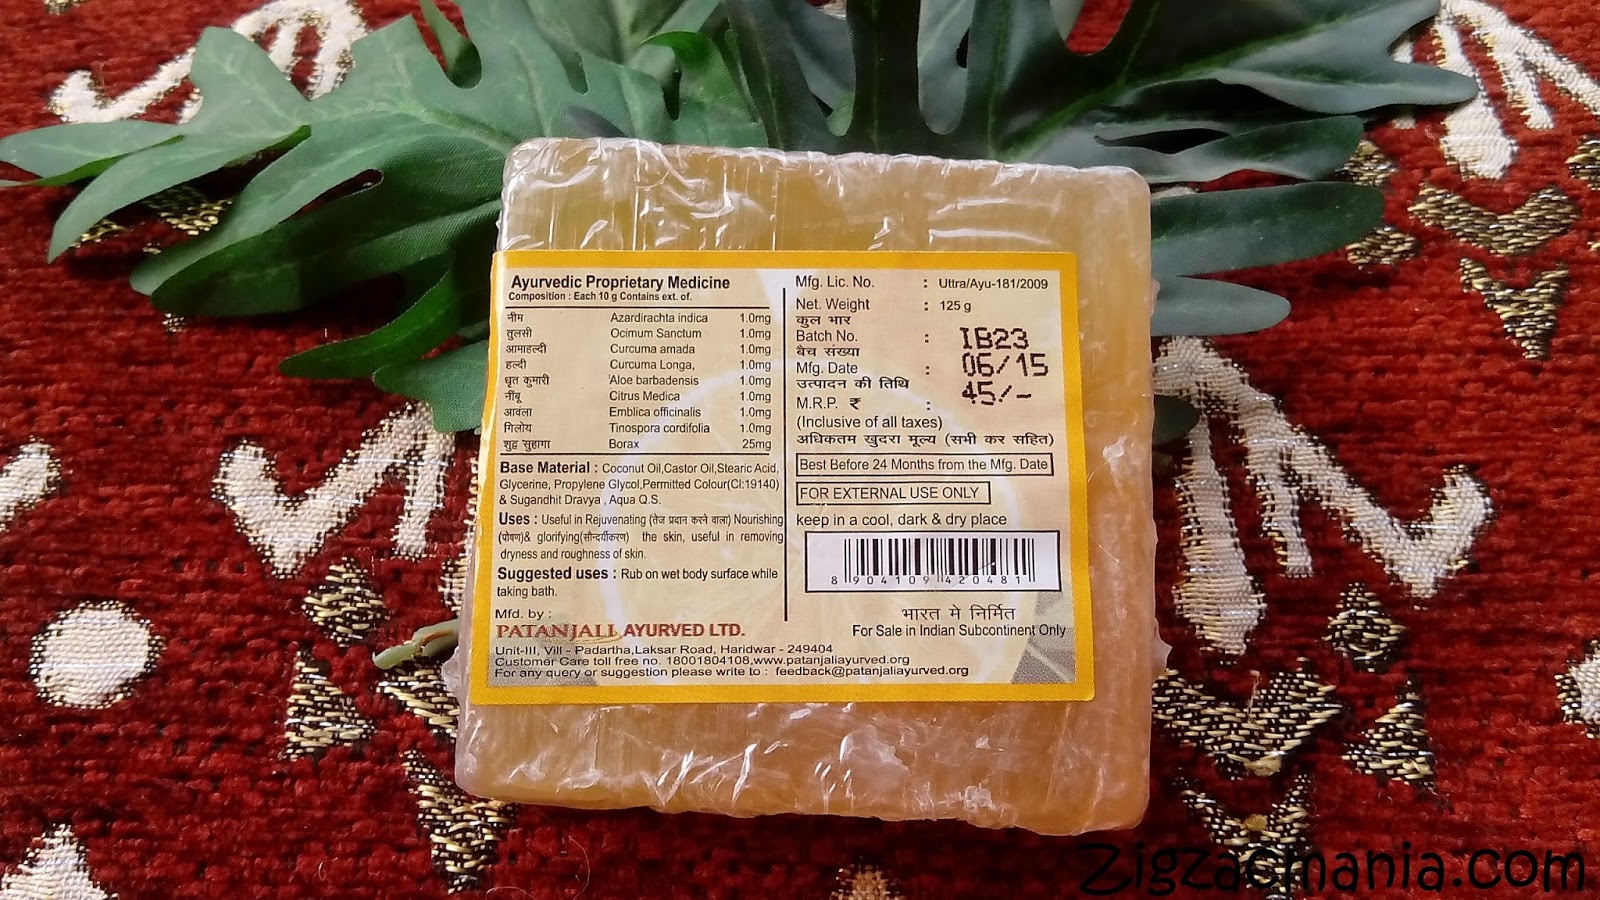 Ayurvedic Proprietary Medicine
Composition : Each 10 g Contains ext. of.
नीम Azardirachta indica 1.0mg
तुलसी Ocimum Sanctum 1.0mg
आमाहल्दी Curcuma amada 1.0mg
हल्दी Curcuma Longa, 1.0mg
धृत कुमारी Aloe barbadensis 1.0mg
नींबू Citrus Medica 1.0mg
आवंला Emblica officinalis 1.0mg
गिलोय Tinospora cordifolia 1.0mg
शुद्व सुहागा Borax 25mg
Base Material : Coconut Oil,Castor Oil,Stearic Acid,
Glycerine, Propylene Glycol,Permitted Colour(CI:19140)
& Sugandhit Dravya , Aqua Q.S.
Uses : Useful in Rejuvenating (तेज प्रदान करने वाला) Nourishing
(पोषण)& glorifying(सौन्दर्यीकरण) the skin, useful in removing
dryness and roughness of skin.
Suggested uses : Rub on wet body surface while
taking bath.
Mfd. by :
PATANJALI AYURVED LTD.
Unit-III, Vill - Padartha,Laksar Road, Haridwar - 249404
Customer Care toll free no. 18001804108,www.patanjaliayurved.org
For any query or suggestion please write to : feedback@patanjaliayurved.org
Mfg. Lic. No. : Uttra/Ayu-181/2009
Net. Weight : 125 g
कुल भार
Batch No. : IB23
बैच संख्या
Mfg. Date : 06/15
उत्पादन की तिथि
M.R.P. ₹ : 45/-
(Inclusive of all taxes)
अधिकतम खुदरा मूल्य (सभी कर सहित)
Best Before 24 Months from the Mfg. Date
FOR EXTERNAL USE ONLY
keep in a cool, dark & dry place
8 904109 420481
भारत मे निर्मित
For Sale in Indian Subcontinent Only
Zigzacmania.com